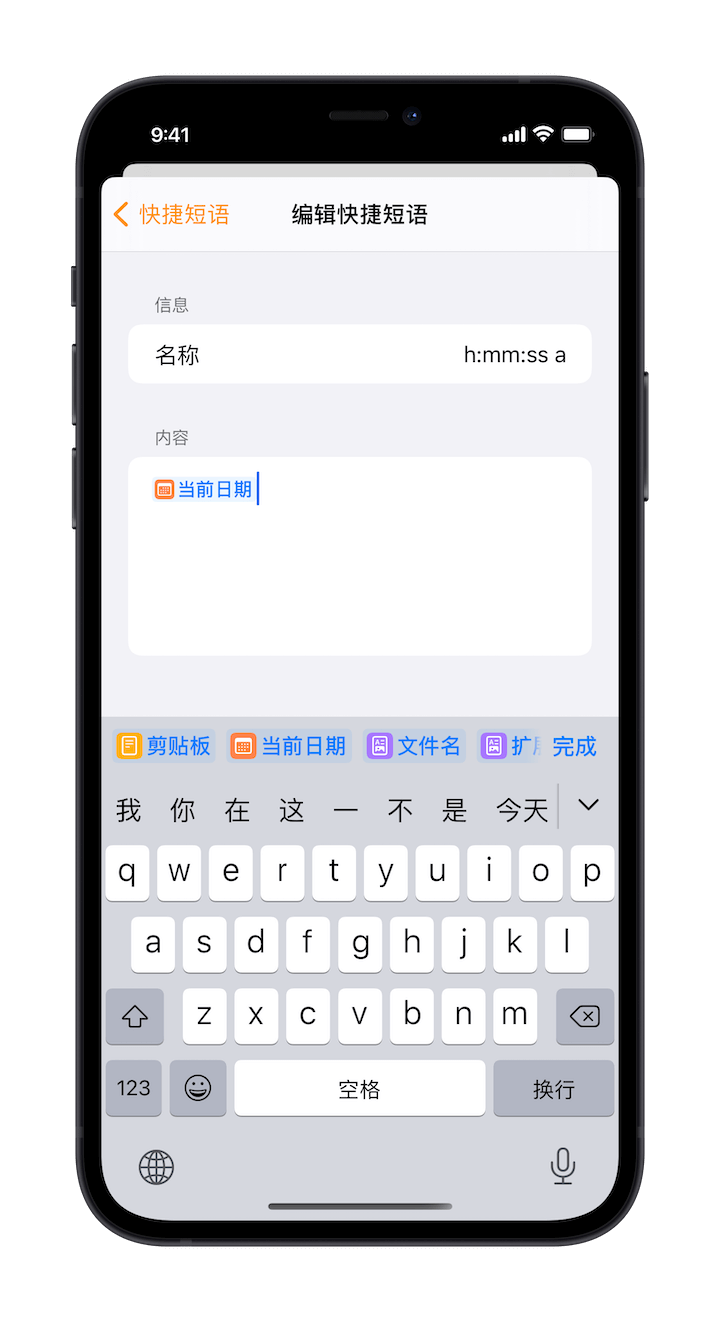 9:41
快捷短语 编辑快捷短语
信息
名称 h:mm:ss a
内容
当前日期
剪贴板 当前日期 文件名 扩 完成
我 你 在 这 一 不 是 今天
q w e r t y u i o p
a s d f g h j k l
z x c v b n m
123 空格 换行